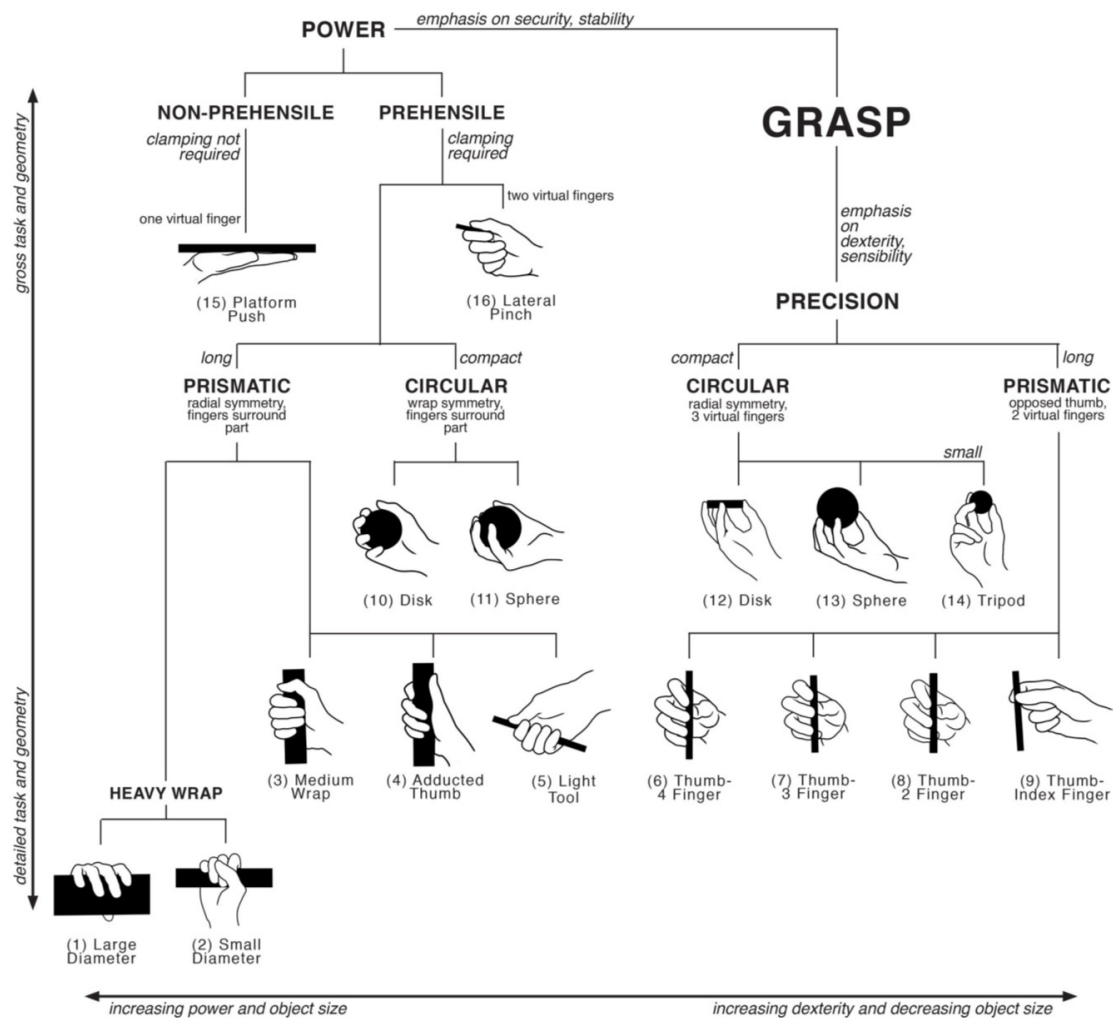 emphasis on security, stability
POWER
NON-PREHENSILE
PREHENSILE
GRASP
clamping not
required
clamping
required
one virtual finger
two virtual fingers
emphasis
on
dexterity,
sensibility
(15) Platform
Push
(16) Lateral
Pinch
PRECISION
long
compact
compact
long
PRISMATIC
radial symmetry,
fingers surround
part
CIRCULAR
wrap symmetry,
fingers surround
part
CIRCULAR
radial symmetry,
3 virtual fingers
PRISMATIC
opposed thumb,
2 virtual fingers
small
(10) Disk
(11) Sphere
(12) Disk
(13) Sphere
(14) Tripod
(3) Medium
Wrap
(4) Adducted
Thumb
(5) Light
Tool
(6) Thumb-
4 Finger
(7) Thumb-
3 Finger
(8) Thumb-
2 Finger
(9) Thumb-
Index Finger
HEAVY WRAP
(1) Large
Diameter
(2) Small
Diameter
gross task and geometry
detailed task and geometry
increasing power and object size
increasing dexterity and decreasing object size